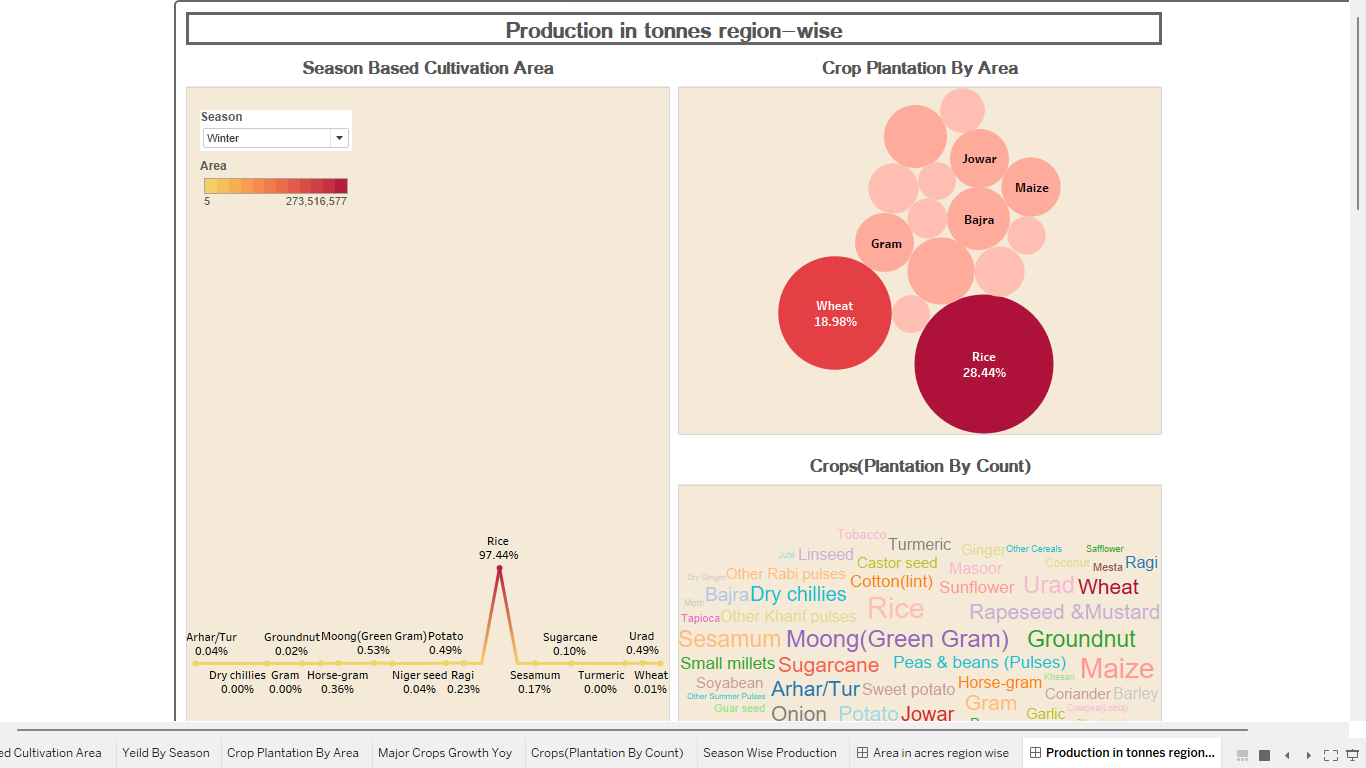 Production in tonnes region-wise
Season Based Cultivation Area
Season
Winter
Area
5 273,516,577
Rice
97.44%
Arhar/Tur Groundnut Moong(Green Gram) Potato Sugarcane Urad
0.04% 0.02% 0.53% 0.49% 0.10% 0.49%
Dry chillies Gram Horse-gram Niger seed Ragi Sesamum Turmeric Wheat
0.00% 0.00% 0.36% 0.04% 0.23% 0.17% 0.00% 0.01%
Crop Plantation By Area
Jowar
Maize
Bajra
Gram
Wheat
18.98%
Rice
28.44%
Crops(Plantation By Count)
Tobacco
Turmeric
Ginger Other Cereals Safflower
Jute Linseed
Castor seed Masoor Coconut Mesta Ragi
Dry Ginger Other Rabi pulses Cotton(lint) Sunflower Urad Wheat
Moth Bajra Dry chillies Rice Rapeseed &Mustard
Tapioca Other Kharif pulses
Sesamum Moong(Green Gram) Groundnut
Small millets Sugarcane Peas & beans (Pulses) Maize
Soyabean Arhar/Tur Sweet potato Horse-gram Khesari Coriander Barley
Other Summer Pulses
Guar seed Gram Cowpea(Lobia)
Onion Potato Jowar Garlic
ed Cultivation Area Yeild By Season Crop Plantation By Area Major Crops Growth Yoy Crops(Plantation By Count) Season Wise Production Area in acres region wise Production in tonnes region...